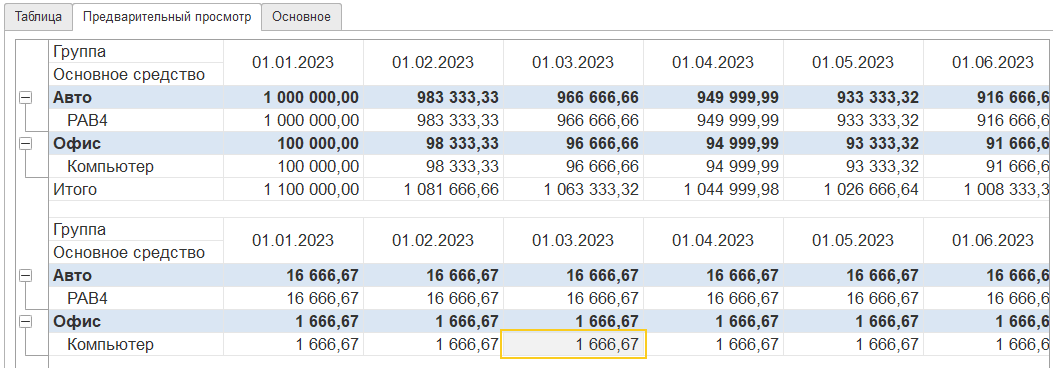 Таблица Предварительный просмотр Основное
Группа
Основное средство 01.01.2023 01.02.2023 01.03.2023 01.04.2023 01.05.2023 01.06.2023
Авто 1 000 000,00 983 333,33 966 666,66 949 999,99 933 333,32 916 666,6
РАВ4 1 000 000,00 983 333,33 966 666,66 949 999,99 933 333,32 916 666,6
Офис 100 000,00 98 333,33 96 666,66 94 999,99 93 333,32 91 666,6
Компьютер 100 000,00 98 333,33 96 666,66 94 999,99 93 333,32 91 666,6
Итого 1 100 000,00 1 081 666,66 1 063 333,32 1 044 999,98 1 026 666,64 1 008 333,3
Группа
Основное средство 01.01.2023 01.02.2023 01.03.2023 01.04.2023 01.05.2023 01.06.2023
Авто 16 666,67 16 666,67 16 666,67 16 666,67 16 666,67 16 666,6
РАВ4 16 666,67 16 666,67 16 666,67 16 666,67 16 666,67 16 666,6
Офис 1 666,67 1 666,67 1 666,67 1 666,67 1 666,67 1 666,6
Компьютер 1 666,67 1 666,67 1 666,67 1 666,67 1 666,67 1 666,6